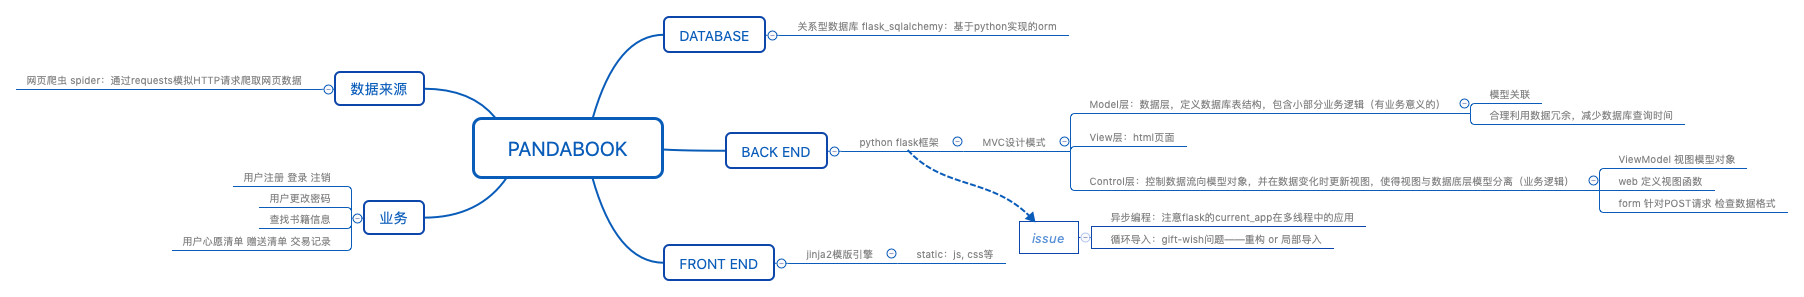 PANDABOOK
DATABASE
关系型数据库 flask_sqlalchemy：基于python实现的orm
BACK END
python flask框架
MVC设计模式
Model层：数据层，定义数据库表结构，包含小部分业务逻辑（有业务意义的）
模型关联
合理利用数据冗余，减少数据库查询时间
View层：html页面
Control层：控制数据流向模型对象，并在数据变化时更新视图，使得视图与数据底层模型分离（业务逻辑）
ViewModel 视图模型对象
web 定义视图函数
form 针对POST请求 检查数据格式
issue
异步编程：注意flask的current_app在多线程中的应用
循环导入：gift-wish问题——重构 or 局部导入
FRONT END
jinja2模版引擎
static：js, css等
数据来源
网页爬虫 spider：通过requests模拟HTTP请求爬取网页数据
业务
用户注册 登录 注销
用户更改密码
查找书籍信息
用户心愿清单 赠送清单 交易记录